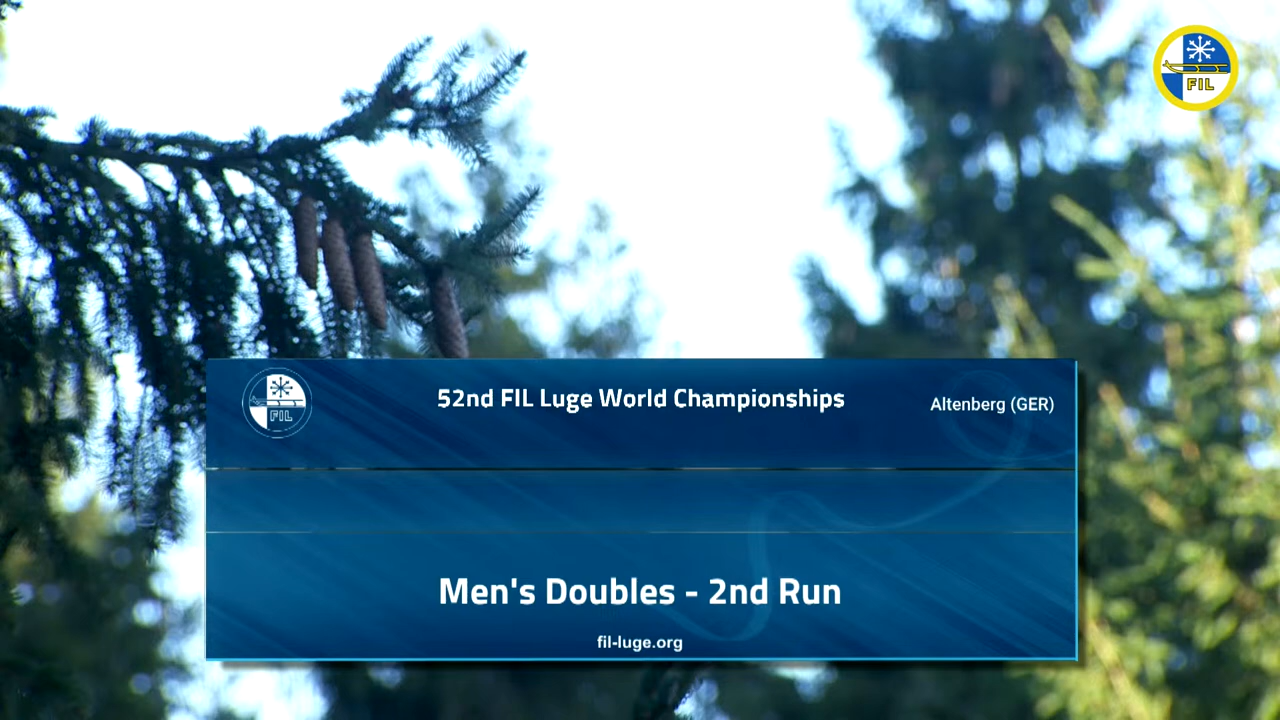 FIL
FIL
52nd FIL Luge World Championships
Altenberg (GER)
Men's Doubles - 2nd Run
fil-luge.org